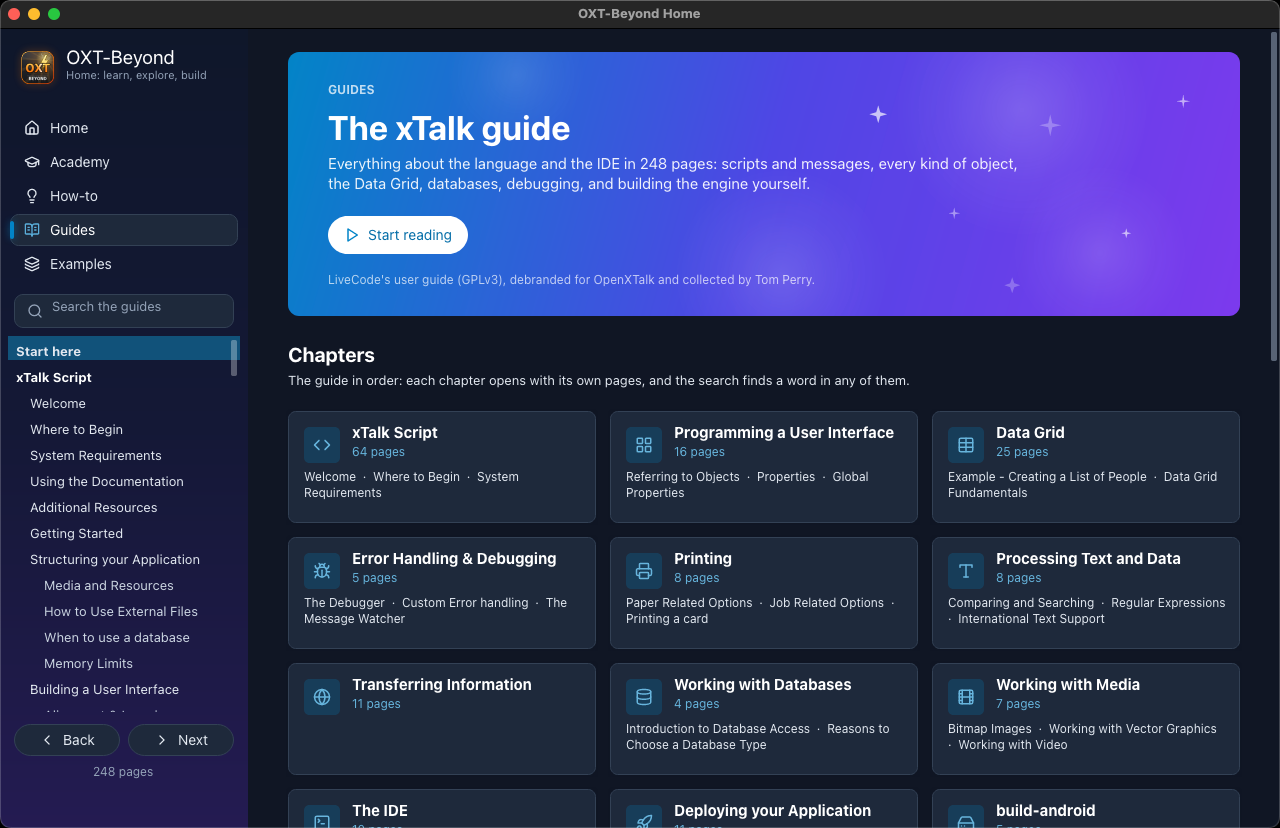 OXT-Beyond Home
OXT
BEYOND
OXT-Beyond
Home: learn, explore, build
Home
Academy
How-to
Guides
Examples
Search the guides
Start here
xTalk Script
Welcome
Where to Begin
System Requirements
Using the Documentation
Additional Resources
Getting Started
Structuring your Application
Media and Resources
How to Use External Files
When to use a database
Memory Limits
Building a User Interface
Back
Next
248 pages
GUIDES
The xTalk guide
Everything about the language and the IDE in 248 pages: scripts and messages, every kind of object,
the Data Grid, databases, debugging, and building the engine yourself.
Start reading
LiveCode's user guide (GPLv3), debranded for OpenXTalk and collected by Tom Perry.
Chapters
The guide in order: each chapter opens with its own pages, and the search finds a word in any of them.
xTalk Script
64 pages
Welcome · Where to Begin · System
Requirements
Programming a User Interface
16 pages
Referring to Objects · Properties · Global
Properties
Data Grid
25 pages
Example - Creating a List of People · Data Grid
Fundamentals
Error Handling & Debugging
5 pages
The Debugger · Custom Error handling · The
Message Watcher
Printing
8 pages
Paper Related Options · Job Related Options ·
Printing a card
Processing Text and Data
8 pages
Comparing and Searching · Regular Expressions
· International Text Support
Transferring Information
11 pages
Working with Databases
4 pages
Introduction to Database Access · Reasons to
Choose a Database Type
Working with Media
7 pages
Bitmap Images · Working with Vector Graphics
· Working with Video
The IDE
Deploying your Application
build-android